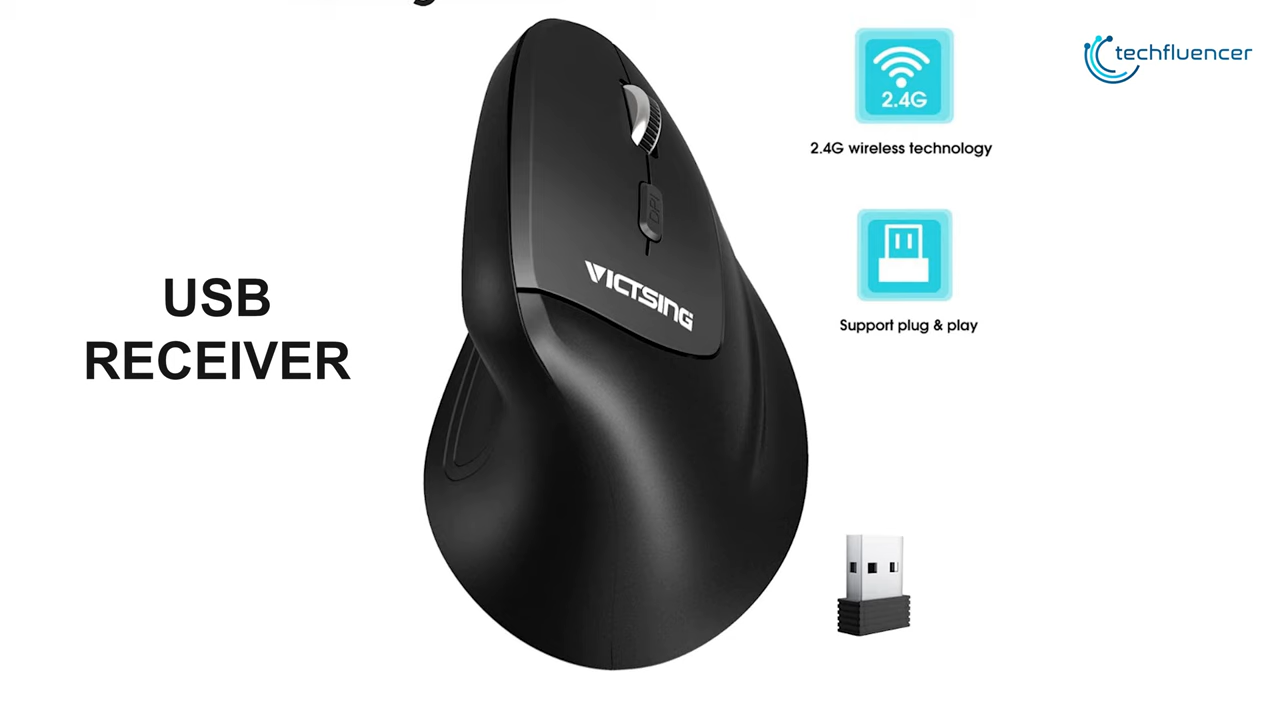 techfluencer
2.4G
2.4G wireless technology
DPI
VICTSING
Support plug & play
USB
RECEIVER